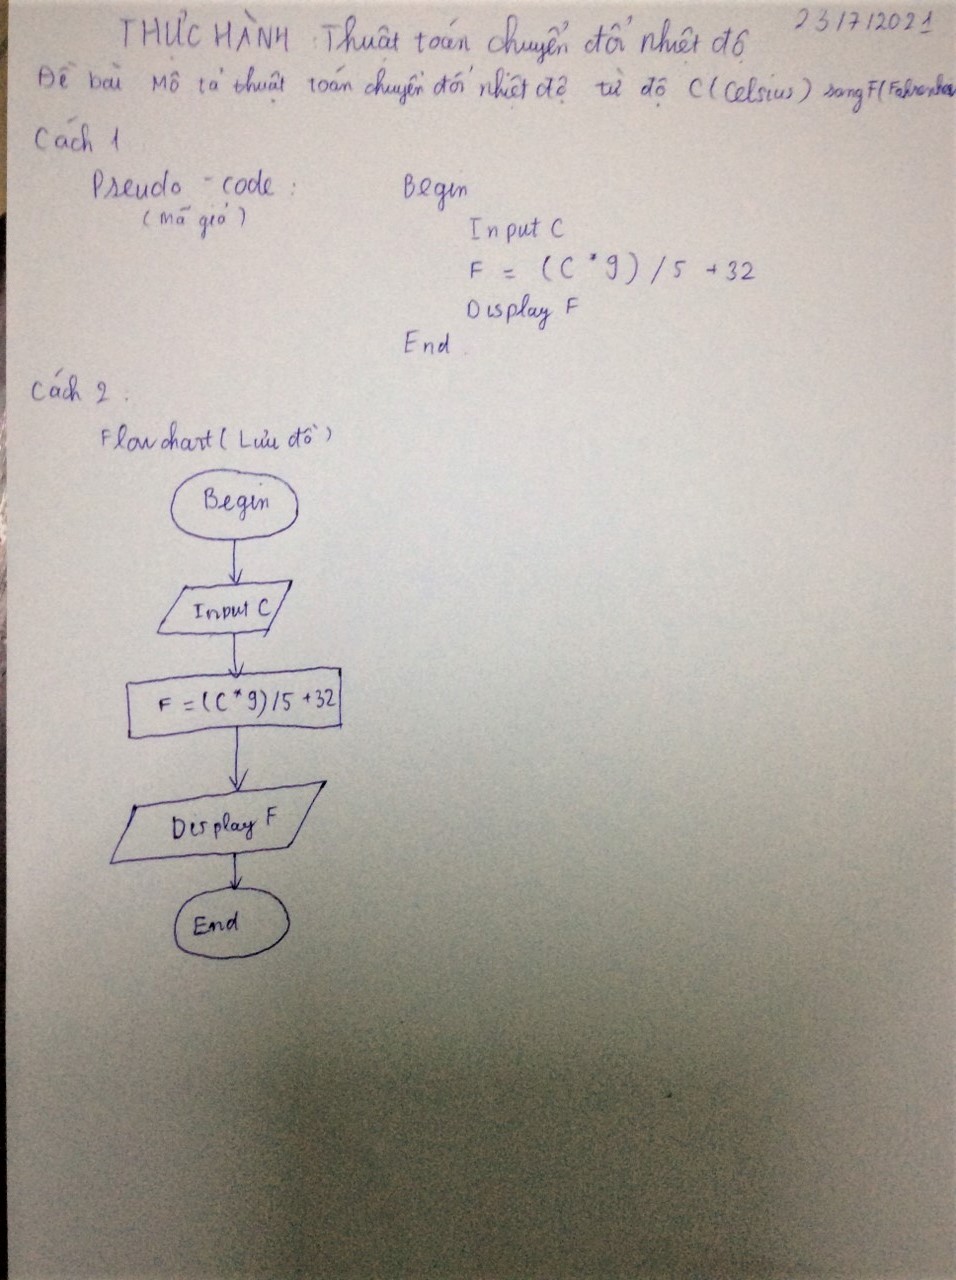 23/7/2021
THỰC HÀNH: Thuật toán chuyển đổi nhiệt độ
Đề bài Mô tả thuật toán chuyển đổi nhiệt độ từ độ C (Celsius) sang F (Fahrenhei
Cách 1
Pseudo - code : Begin
(Mã giả) Input C
F = (C * 9) / 5 + 32
Display F
End
Cách 2 :
Flowchart (Lưu đồ)
Begin
Input C
F = (C * 9) / 5 + 32
Display F
End